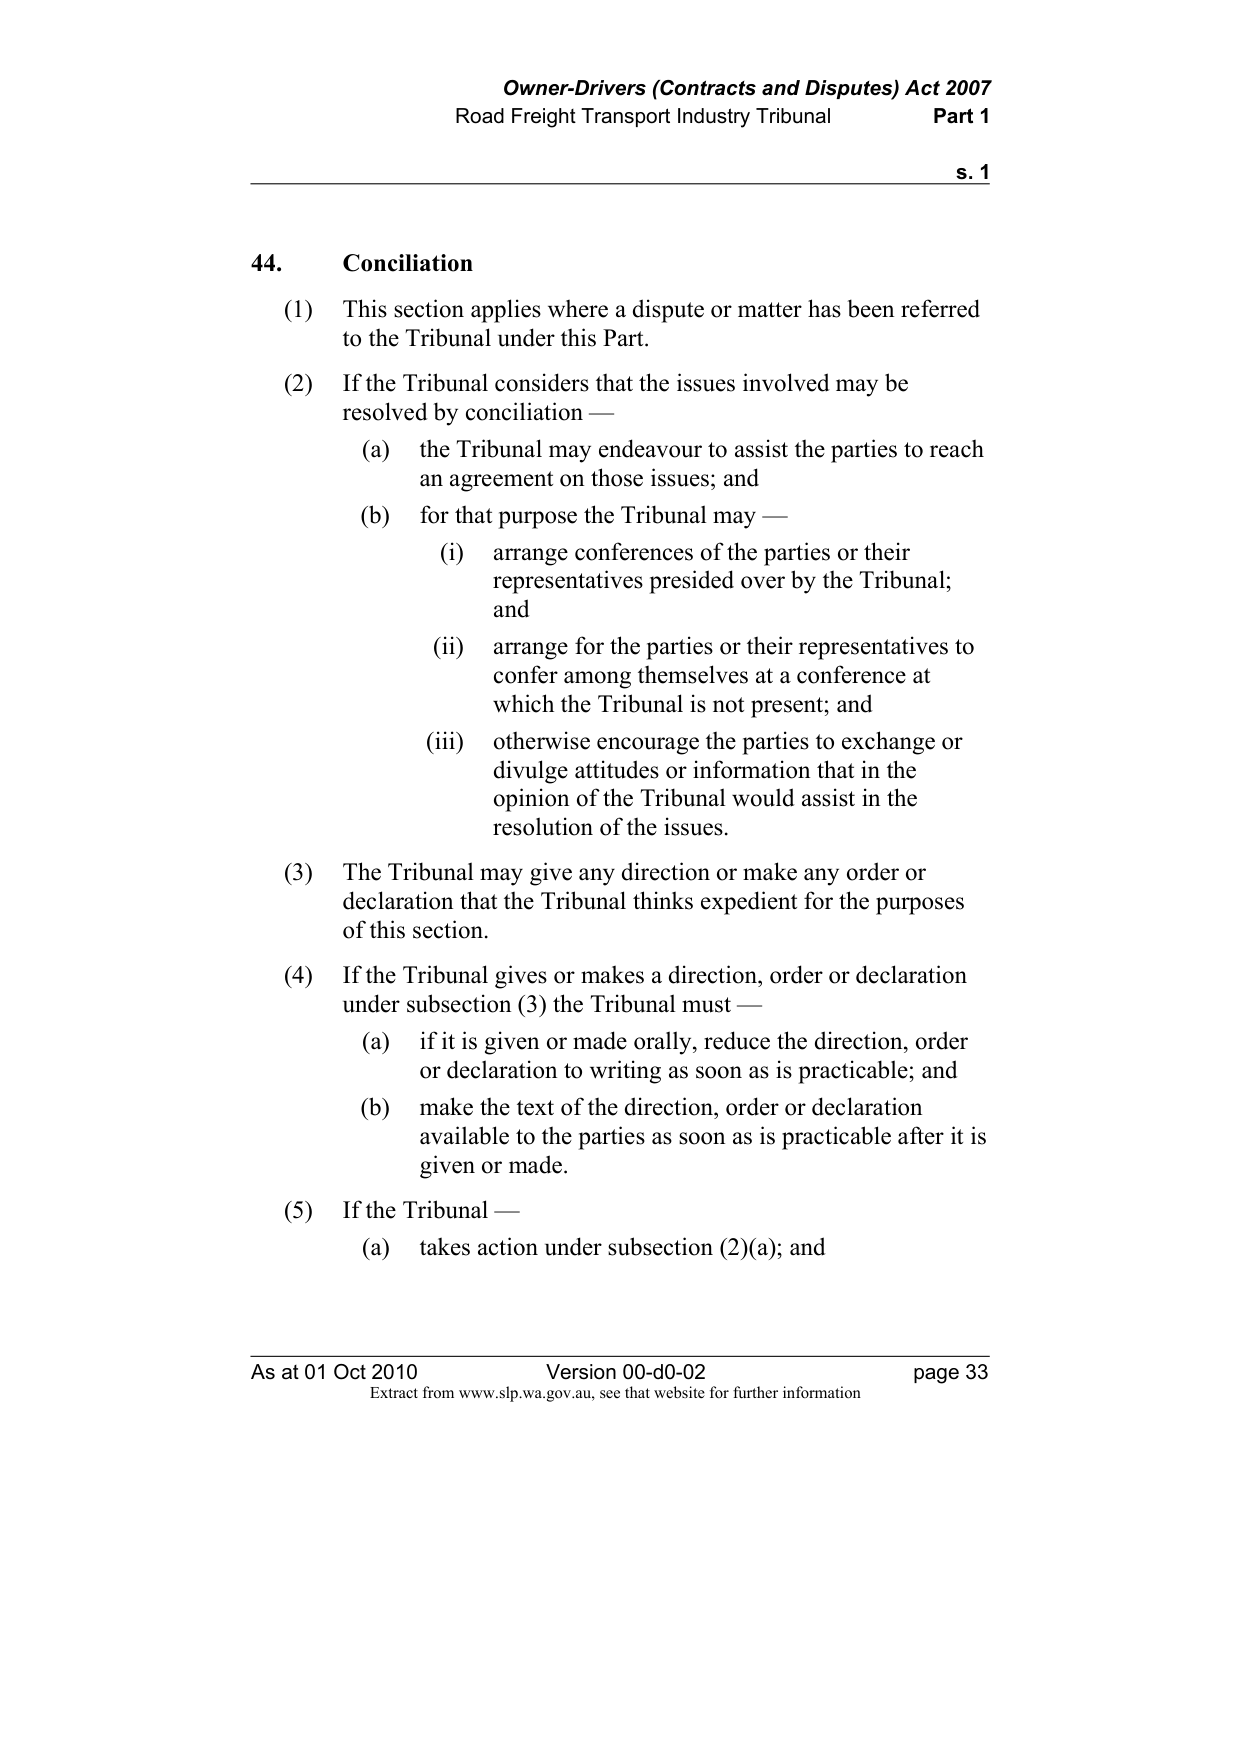 Owner-Drivers (Contracts and Disputes) Act 2007
Road Freight Transport Industry Tribunal Part 1
s. 1
44. Conciliation
(1) This section applies where a dispute or matter has been referred
to the Tribunal under this Part.
(2) If the Tribunal considers that the issues involved may be
resolved by conciliation —
(a) the Tribunal may endeavour to assist the parties to reach
an agreement on those issues; and
(b) for that purpose the Tribunal may —
(i) arrange conferences of the parties or their
representatives presided over by the Tribunal;
and
(ii) arrange for the parties or their representatives to
confer among themselves at a conference at
which the Tribunal is not present; and
(iii) otherwise encourage the parties to exchange or
divulge attitudes or information that in the
opinion of the Tribunal would assist in the
resolution of the issues.
(3) The Tribunal may give any direction or make any order or
declaration that the Tribunal thinks expedient for the purposes
of this section.
(4) If the Tribunal gives or makes a direction, order or declaration
under subsection (3) the Tribunal must —
(a) if it is given or made orally, reduce the direction, order
or declaration to writing as soon as is practicable; and
(b) make the text of the direction, order or declaration
available to the parties as soon as is practicable after it is
given or made.
(5) If the Tribunal —
(a) takes action under subsection (2)(a); and
As at 01 Oct 2010 Version 00-d0-02 page 33
Extract from www.slp.wa.gov.au, see that website for further information